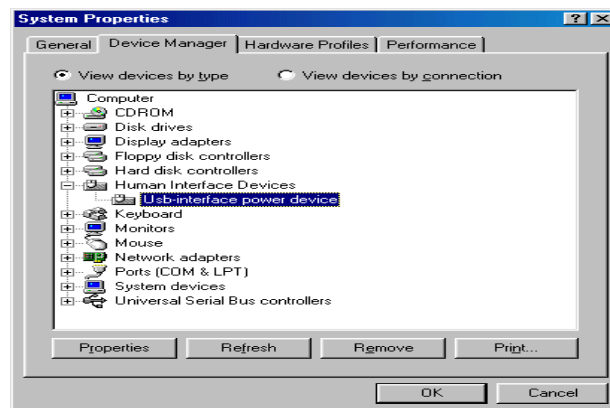 System Properties
General Device Manager Hardware Profiles Performance
View devices by type View devices by connection
Computer
CDROM
Disk drives
Display adapters
Floppy disk controllers
Hard disk controllers
Human Interface Devices
Usb-interface power device
Keyboard
Monitors
Mouse
Network adapters
Ports (COM & LPT)
System devices
Universal Serial Bus controllers
Properties Refresh Remove Print...
OK Cancel